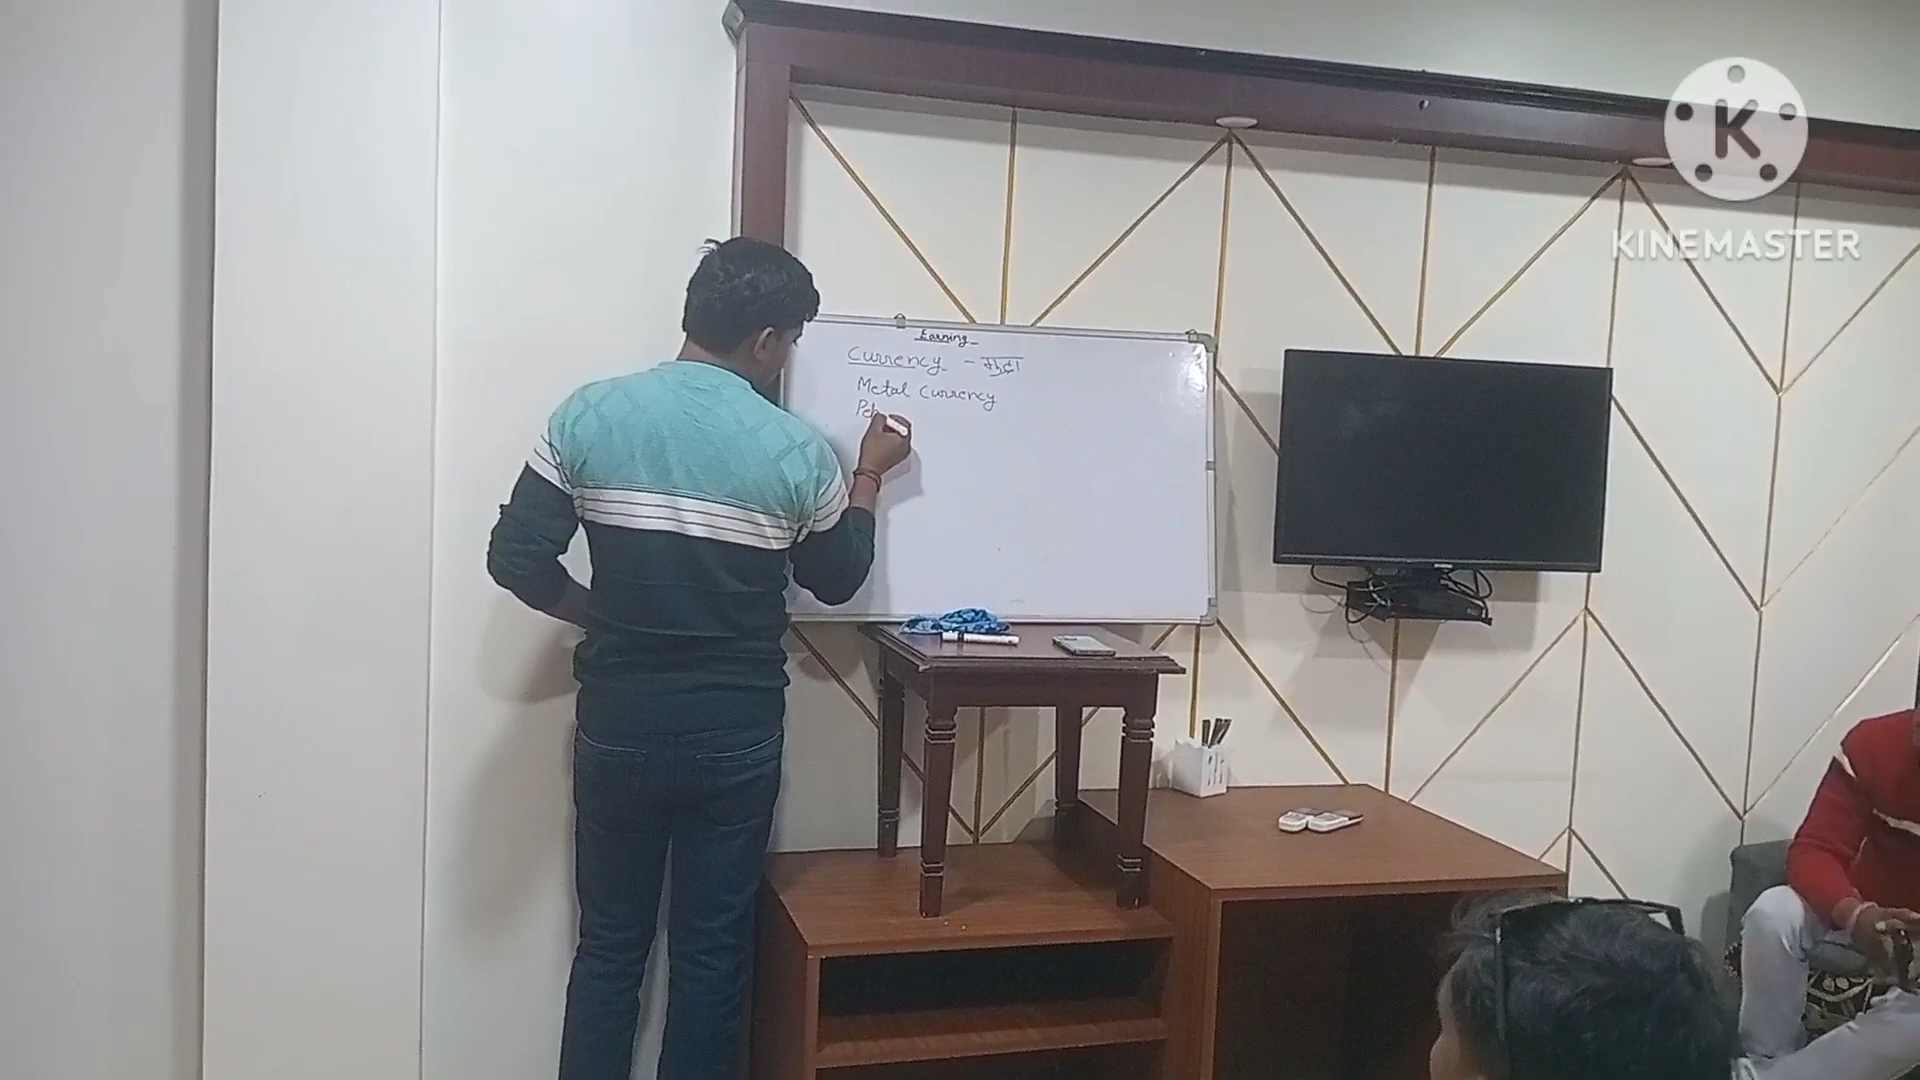 Earning
Currency -
Metal Currency
K
KINEMASTER